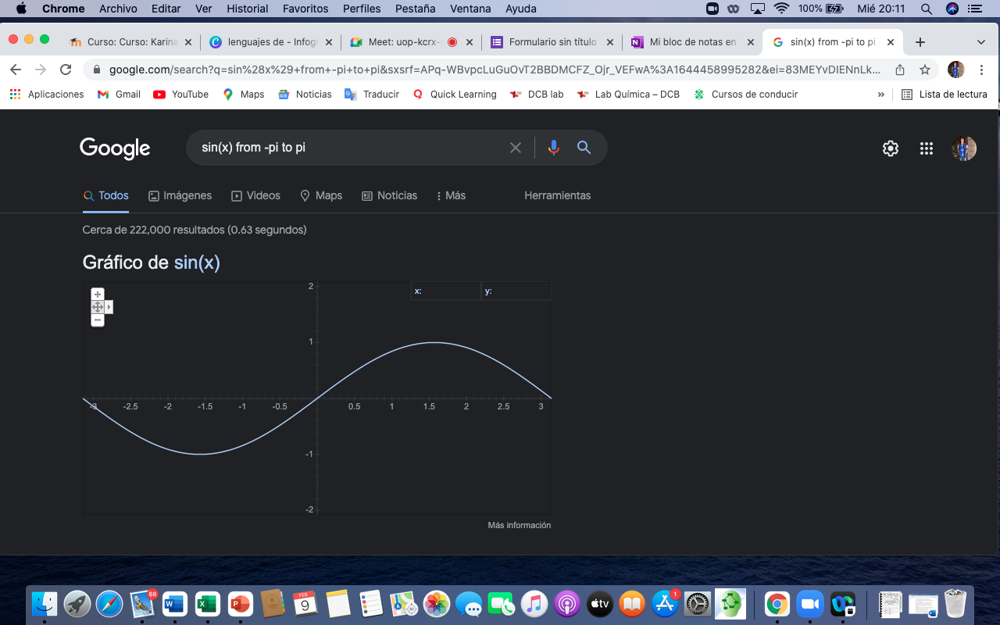 Chrome Archivo Editar Ver Historial Favoritos Perfiles Pestaña Ventana Ayuda 100% Mié 20:11
Curso: Curso: Karina lenguajes de - Infogr Meet: uop-kcrx- Formulario sin título Mi bloc de notas en sin(x) from -pi to pi
google.com/search?q=sin%28x%29+from+-pi+to+pi&sxsrf=APq-WBvpcLuGuOvT2BBDMCFZ_Ojr_VEFwA%3A1644458995282&ei=83MEYvDIENnLk...
Aplicaciones Gmail YouTube Maps Noticias Traducir Quick Learning DCB lab Lab Química – DCB Cursos de conducir » Lista de lectura
Google sin(x) from -pi to pi
Todos Imágenes Videos Maps Noticias Más Herramientas
Cerca de 222,000 resultados (0.63 segundos)
Gráfico de sin(x)
2 x: y:
1
-3 -2.5 -2 -1.5 -1 -0.5 0.5 1 1.5 2 2.5 3
-1
-2
Más información
68 FEB 9 3D tv 1